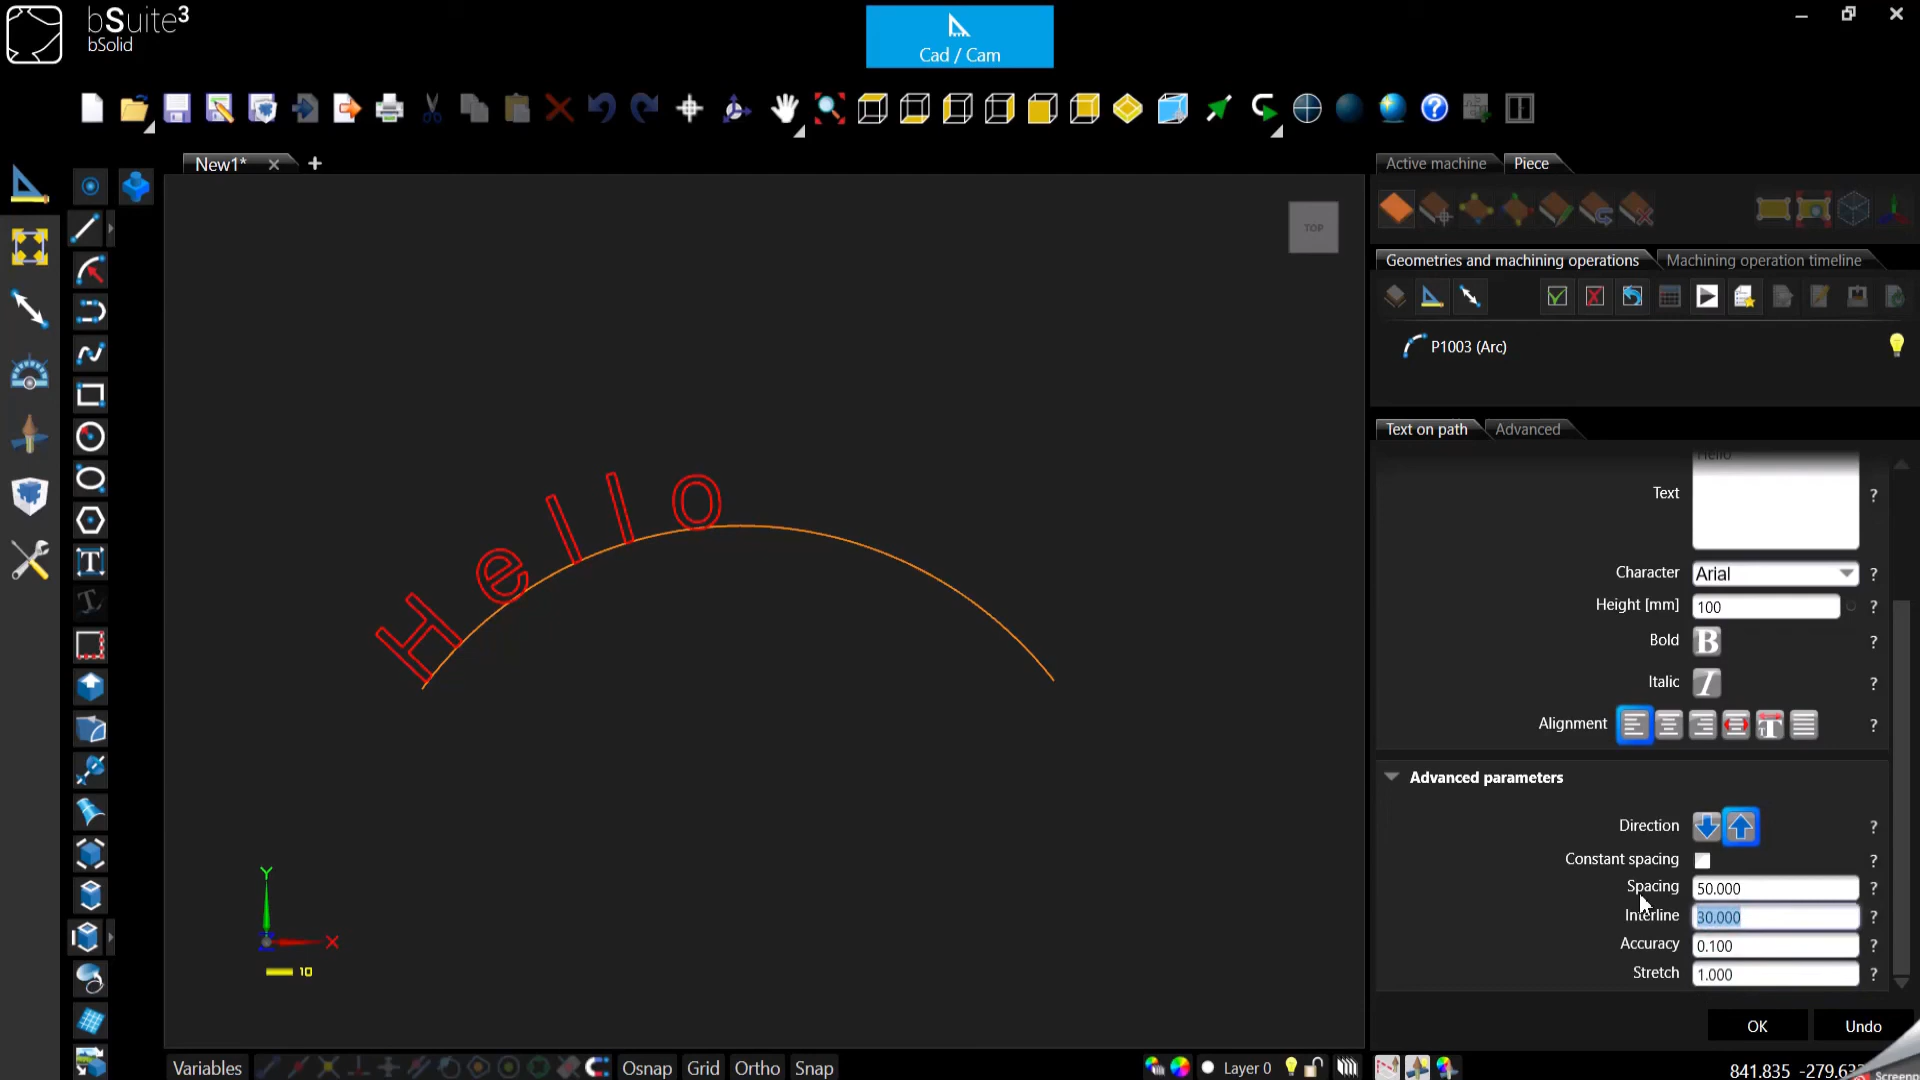 bSuite³
bSolid
Cad / Cam
New1*
TOP
Hello
Y
X
10
Active machine
Piece
Geometries and machining operations
Machining operation timeline
P1003 (Arc)
Text on path
Advanced
Hello
Text
?
Character
Arial
?
Height [mm]
100
?
Bold
B
?
Italic
I
?
Alignment
?
Advanced parameters
Direction
?
Constant spacing
?
Spacing
50.000
?
Interline
30.000
?
Accuracy
0.100
?
Stretch
1.000
?
OK
Undo
Variables
Osnap
Grid
Ortho
Snap
Layer 0
841.835